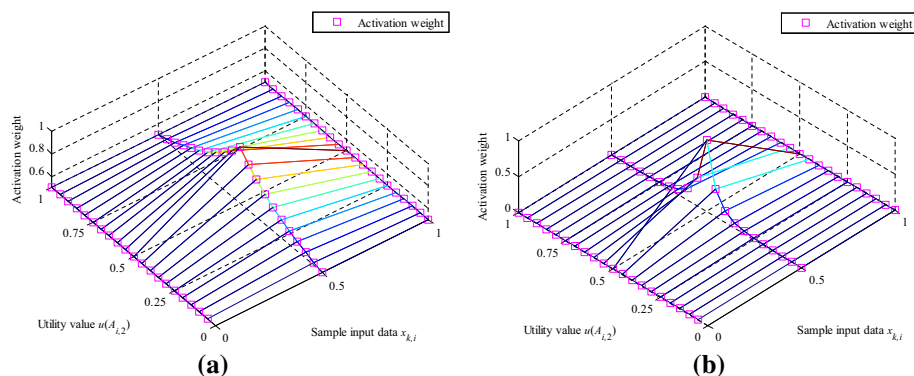 Activation weight
Activation weight
1
0.8
0.6
1
0.75
0.5
0.25
0
0
0.5
1
Utility value u(A_{i,2})
Sample input data x_{k,i}
(a)
Activation weight
Activation weight
1
0.5
0
1
0.75
0.5
0.25
0
0
0.5
1
Utility value u(A_{i,2})
Sample input data x_{k,i}
(b)